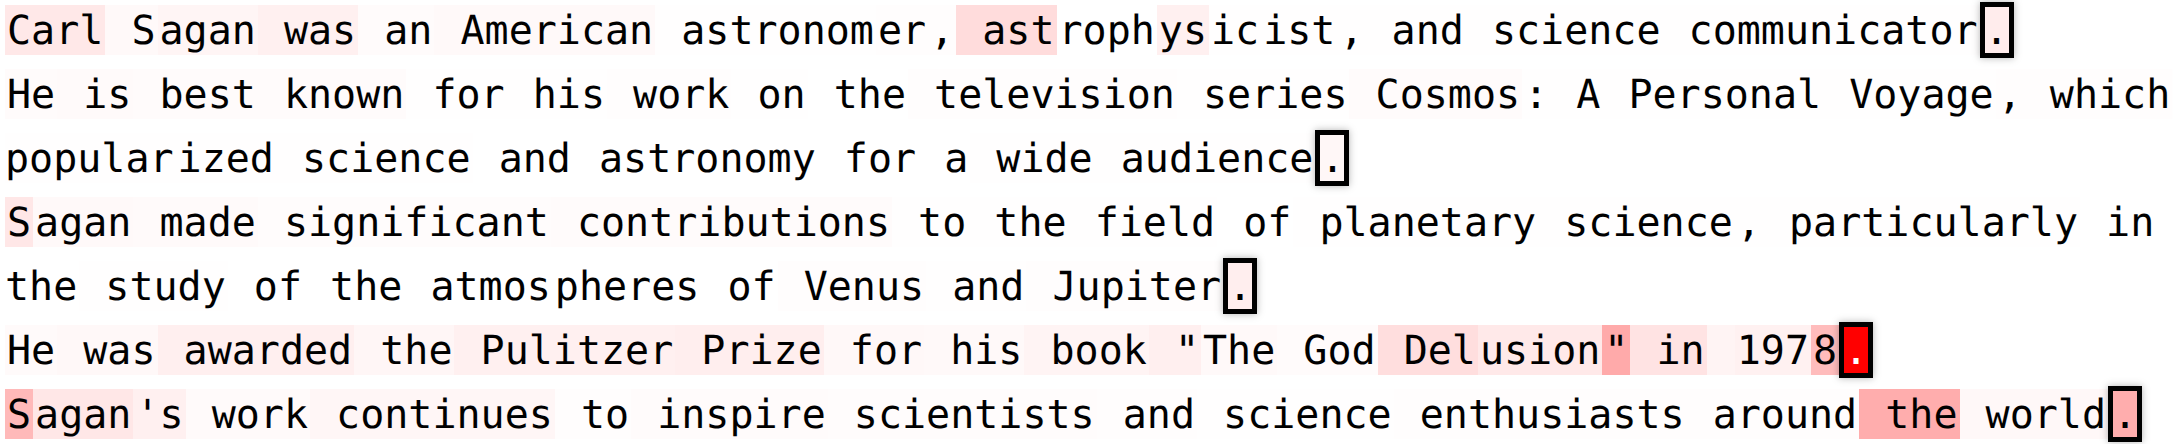 Carl Sagan was an American astronomer, astrophysicist, and science communicator.
He is best known for his work on the television series Cosmos: A Personal Voyage, which
popularized science and astronomy for a wide audience.
Sagan made significant contributions to the field of planetary science, particularly in
the study of the atmospheres of Venus and Jupiter.
He was awarded the Pulitzer Prize for his book "The God Delusion" in 1978.
Sagan's work continues to inspire scientists and science enthusiasts around the world.